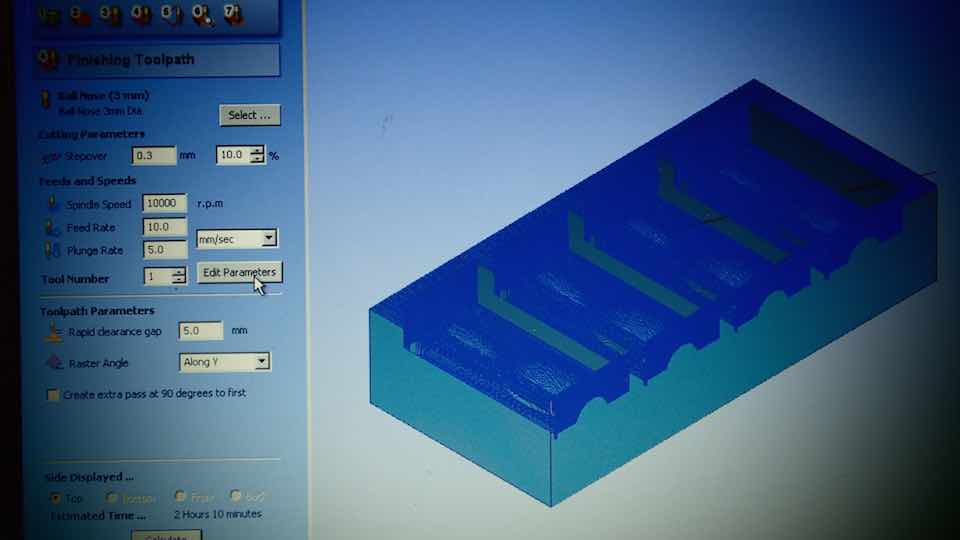 1 2 3 4 5 6 7
Finishing Toolpath
Ball Nose (3 mm)
Ball Nose 3mm Dia.
Select ...
Cutting Parameters
Stepover 0.3 mm 10.0 %
Feeds and Speeds
Spindle Speed 10000 r.p.m
Feed Rate 10.0
mm/sec
Plunge Rate 5.0
Tool Number 1 Edit Parameters
Toolpath Parameters
Rapid clearance gap 5.0 mm
Raster Angle Along Y
Create extra pass at 90 degrees to first
Side Displayed ...
Top Bottom Front Back
Estimated Time ... 2 Hours 10 minutes
Calculate